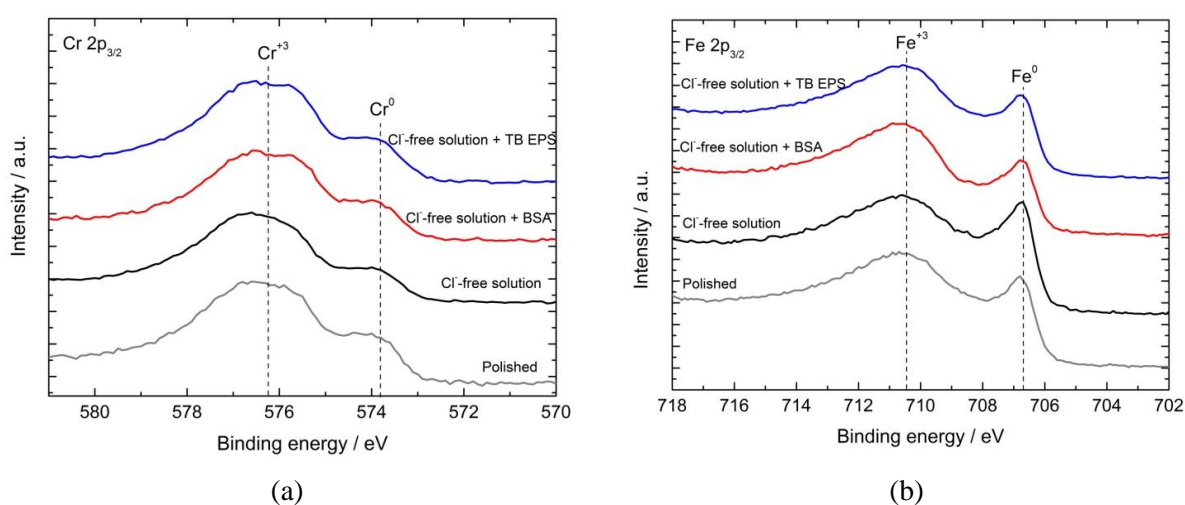 Cr 2p3/2
Cr+3
Cr0
Cl--free solution + TB EPS
Cl--free solution + BSA
Cl--free solution
Polished
Intensity / a.u.
580 578 576 574 572 570
Binding energy / eV
(a)
Fe 2p3/2
Fe+3
Fe0
Cl--free solution + TB EPS
Cl--free solution + BSA
Cl--free solution
Polished
Intensity / a.u.
718 716 714 712 710 708 706 704 702
Binding energy / eV
(b)